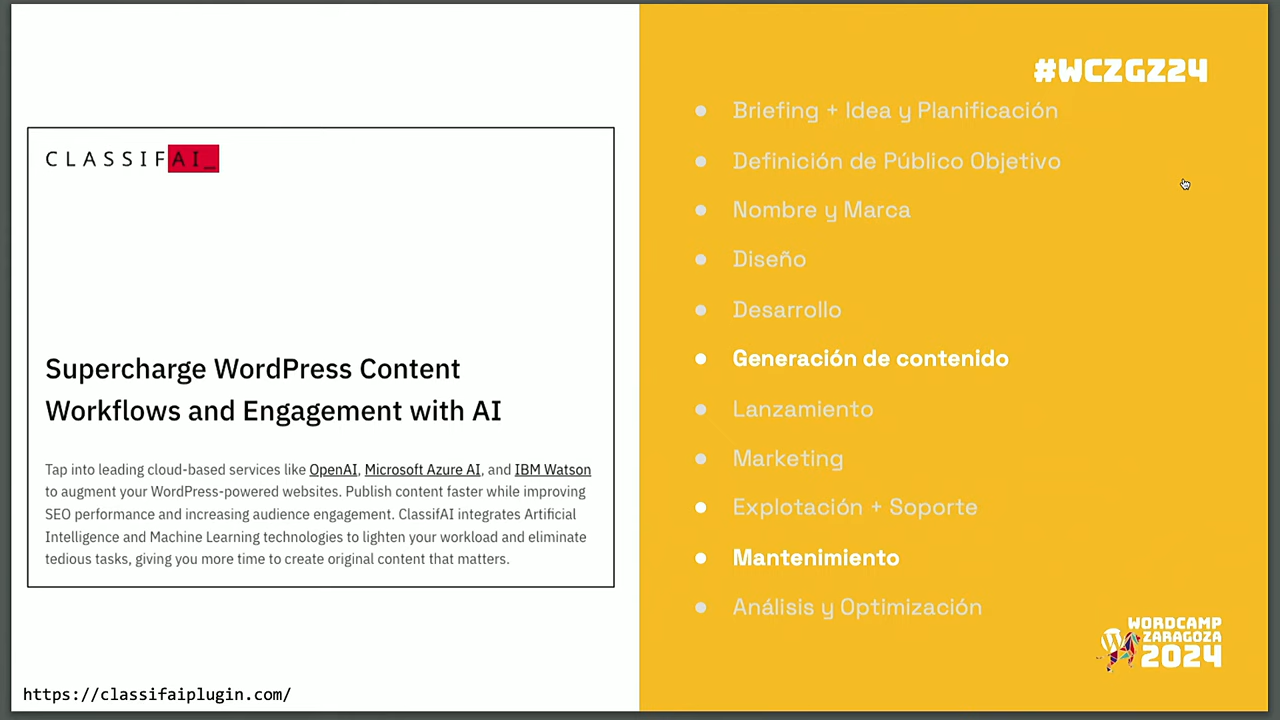 CLASSIFAI_
Supercharge WordPress Content
Workflows and Engagement with AI
Tap into leading cloud-based services like OpenAI, Microsoft Azure AI, and IBM Watson
to augment your WordPress-powered websites. Publish content faster while improving
SEO performance and increasing audience engagement. ClassifAI integrates Artificial
Intelligence and Machine Learning technologies to lighten your workload and eliminate
tedious tasks, giving you more time to create original content that matters.
https://classifaiplugin.com/
#WCZGZ24
● Briefing + Idea y Planificación
● Definición de Público Objetivo
● Nombre y Marca
● Diseño
● Desarrollo
● Generación de contenido
● Lanzamiento
● Marketing
● Explotación + Soporte
● Mantenimiento
● Análisis y Optimización
WORDCAMP
ZARAGOZA
2024